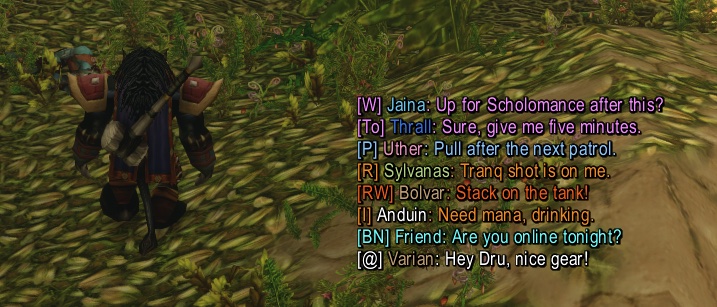 [W] Jaina: Up for Scholomance after this?
[To] Thrall: Sure, give me five minutes.
[P] Uther: Pull after the next patrol.
[R] Sylvanas: Tranq shot is on me.
[RW] Bolvar: Stack on the tank!
[I] Anduin: Need mana, drinking.
[BN] Friend: Are you online tonight?
[@] Varian: Hey Dru, nice gear!